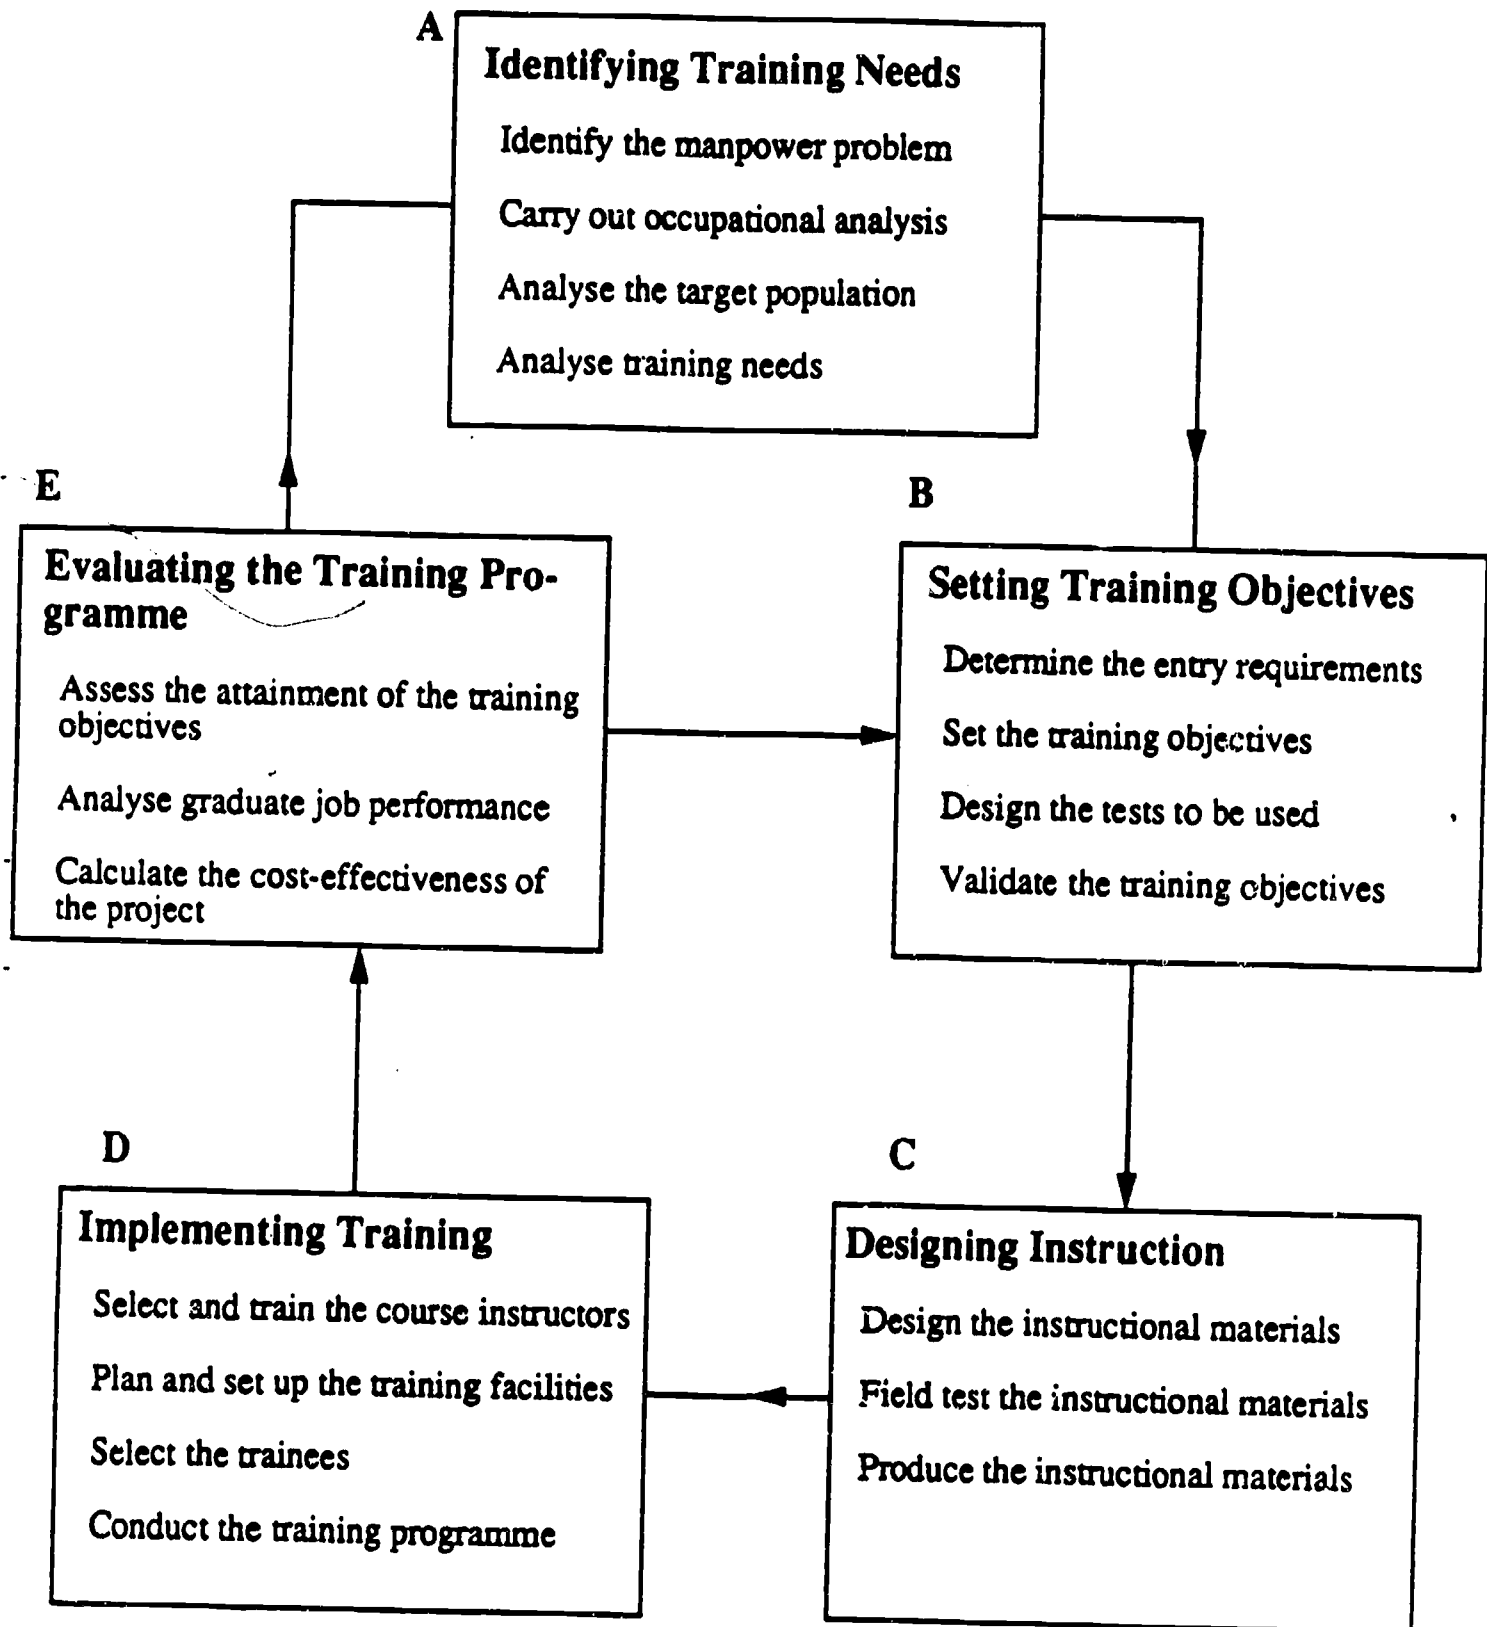 A
Identifying Training Needs
Identify the manpower problem
Carry out occupational analysis
Analyse the target population
Analyse training needs
E
Evaluating the Training Pro-
gramme
Assess the attainment of the training
objectives
Analyse graduate job performance
Calculate the cost-effectiveness of
the project
B
Setting Training Objectives
Determine the entry requirements
Set the training objectives
Design the tests to be used
Validate the training objectives
D
Implementing Training
Select and train the course instructors
Plan and set up the training facilities
Select the trainees
Conduct the training programme
C
Designing Instruction
Design the instructional materials
Field test the instructional materials
Produce the instructional materials